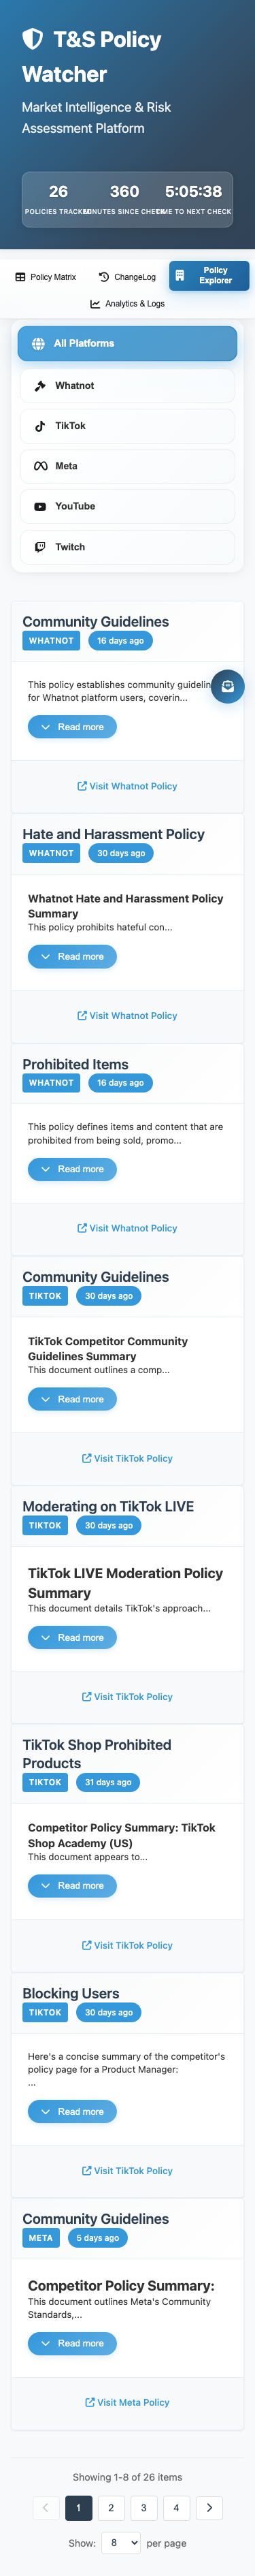 T&S Policy
Watcher
Market Intelligence & Risk
Assessment Platform
26
POLICIES TRACKED
360
MINUTES SINCE CHECK
5:05:38
TIME TO NEXT CHECK
Policy Matrix
ChangeLog
Policy
Explorer
Analytics & Logs
All Platforms
Whatnot
TikTok
Meta
YouTube
Twitch
Community Guidelines
WHATNOT
16 days ago
This policy establishes community guidelin
for Whatnot platform users, coverin...
Read more
Visit Whatnot Policy
Hate and Harassment Policy
WHATNOT
30 days ago
Whatnot Hate and Harassment Policy
Summary
This policy prohibits hateful con...
Read more
Visit Whatnot Policy
Prohibited Items
WHATNOT
16 days ago
This policy defines items and content that are
prohibited from being sold, promo...
Read more
Visit Whatnot Policy
Community Guidelines
TIKTOK
30 days ago
TikTok Competitor Community
Guidelines Summary
This document outlines a comp...
Read more
Visit TikTok Policy
Moderating on TikTok LIVE
TIKTOK
30 days ago
TikTok LIVE Moderation Policy
Summary
This document details TikTok's approach...
Read more
Visit TikTok Policy
TikTok Shop Prohibited
Products
TIKTOK
31 days ago
Competitor Policy Summary: TikTok
Shop Academy (US)
This document appears to...
Read more
Visit TikTok Policy
Blocking Users
TIKTOK
30 days ago
Here's a concise summary of the competitor's
policy page for a Product Manager:
...
Read more
Visit TikTok Policy
Community Guidelines
META
5 days ago
Competitor Policy Summary:
This document outlines Meta's Community
Standards,...
Read more
Visit Meta Policy
Showing 1-8 of 26 items
1
2
3
4
Show:
8
per page